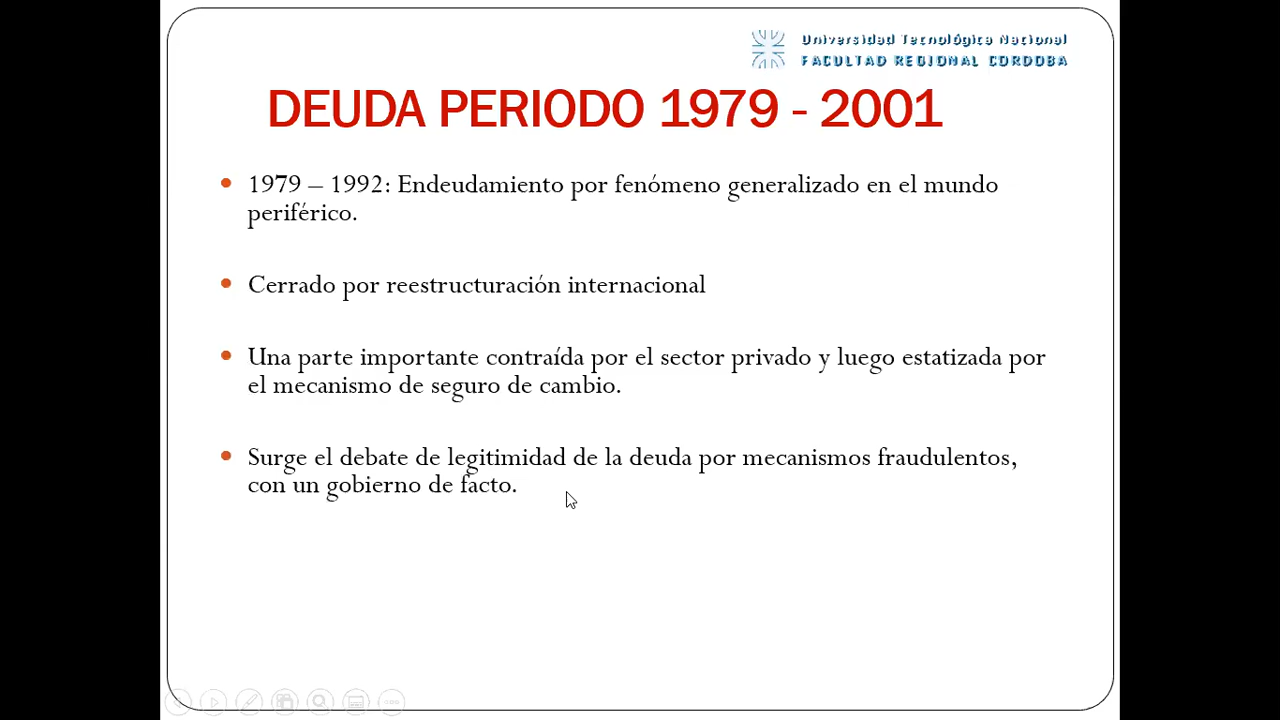 Universidad Tecnológica Nacional
FACULTAD REGIONAL CORDOBA
DEUDA PERIODO 1979 - 2001
1979 – 1992: Endeudamiento por fenómeno generalizado en el mundo
periférico.
Cerrado por reestructuración internacional
Una parte importante contraída por el sector privado y luego estatizada por
el mecanismo de seguro de cambio.
Surge el debate de legitimidad de la deuda por mecanismos fraudulentos,
con un gobierno de facto.